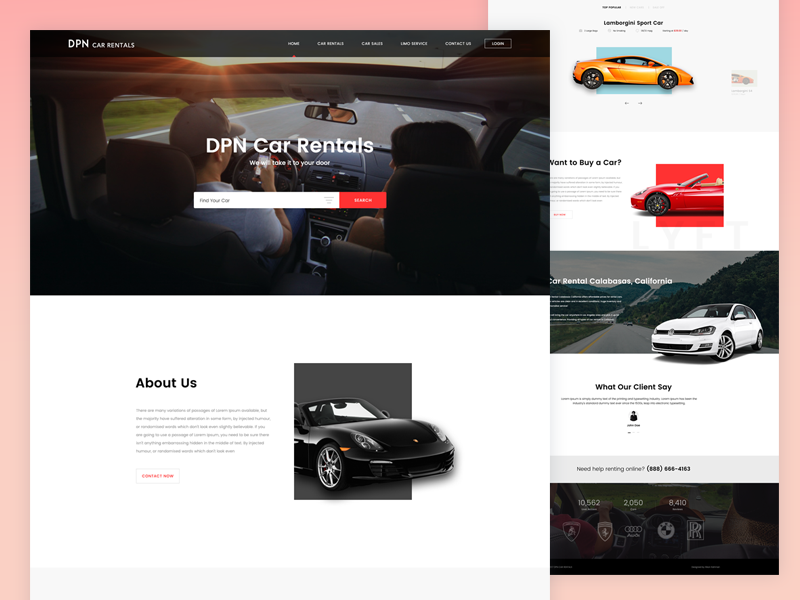 DPN CAR RENTALS
HOME
CAR RENTALS
CAR SALES
LIMO SERVICE
CONTACT US
LOGIN
DPN Car Rentals
We will take it to your door
Find Your Car
SEARCH
About Us
There are many variations of passages of Lorem Ipsum available, but
the majority have suffered alteration in some form, by injected humour,
or randomised words which don't look even slightly believable. If you
are going to use a passage of Lorem Ipsum, you need to be sure there
isn't anything embarrassing hidden in the middle of text. by injected
humour, or randomised words which don't look even
CONTACT NOW
TOP POPULAR
Lamborgini Sport Car
Want to Buy a Car?
BUY NOW
LYFT
Car Rental Calabasas, California
What Our Client Say
Lorem Ipsum is simply dummy text of the printing and typesetting industry. Lorem Ipsum has been the
industry's standard dummy text ever since the 1500s,
John Doe
Need help renting online? (888) 666-4163
10,562
2,050
8,410